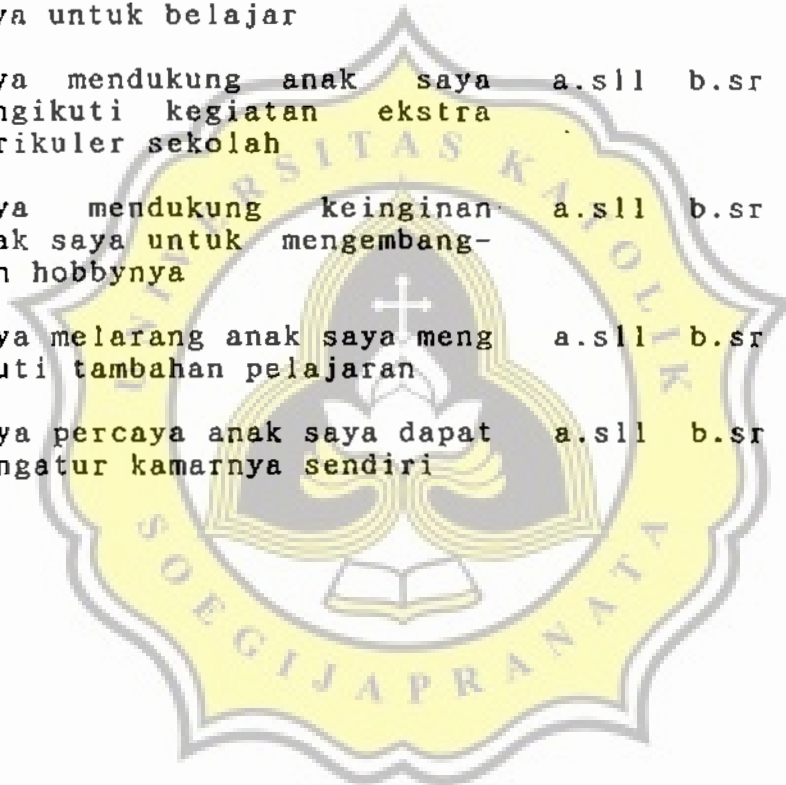 ya untuk belajar
ya mendukung anak saya a.sll b.sr
ngikuti kegiatan ekstra
rikuler sekolah
ya mendukung keinginan a.sll b.sr
ak saya untuk mengembang-
n hobbynya
ya melarang anak saya meng a.sll b.sr
uti tambahan pelajaran
ya percaya anak saya dapat a.sll b.sr
ngatur kamarnya sendiri
UNIVERSITAS KATOLIK
SOEGIJAPRANATA